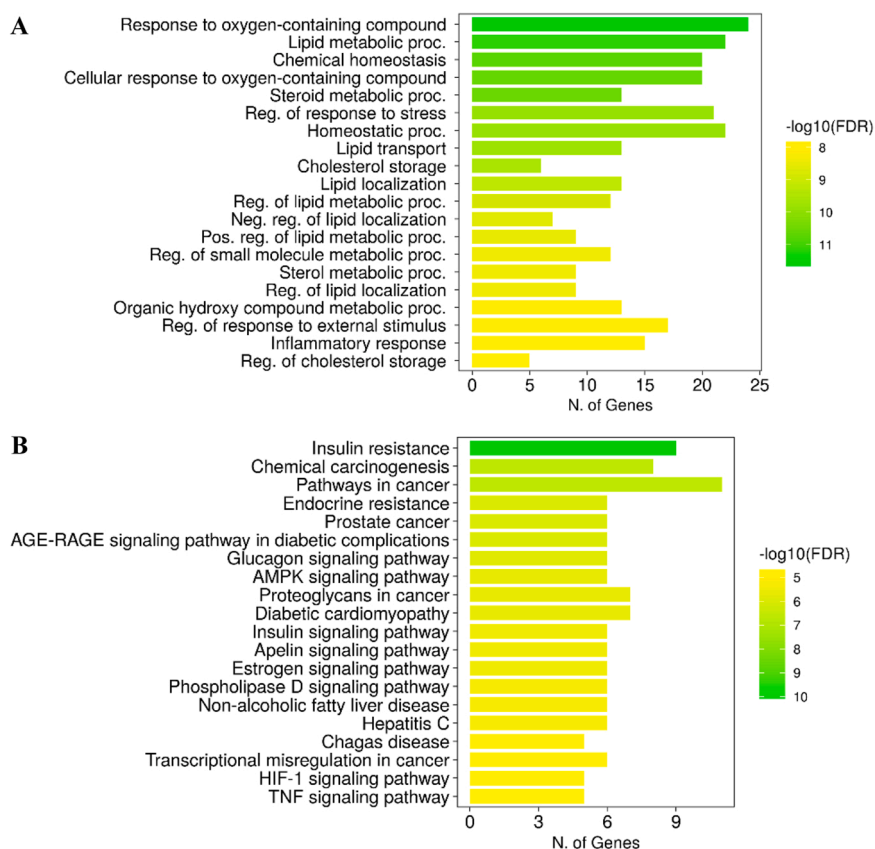 A
Response to oxygen-containing compound
Lipid metabolic proc.
Chemical homeostasis
Cellular response to oxygen-containing compound
Steroid metabolic proc.
Reg. of response to stress
Homeostatic proc.
Lipid transport
Cholesterol storage
Lipid localization
Reg. of lipid metabolic proc.
Neg. reg. of lipid localization
Pos. reg. of lipid metabolic proc.
Reg. of small molecule metabolic proc.
Sterol metabolic proc.
Reg. of lipid localization
Organic hydroxy compound metabolic proc.
Reg. of response to external stimulus
Inflammatory response
Reg. of cholesterol storage
0 5 10 15 20 25
N. of Genes
-log10(FDR)
8
9
10
11
B
Insulin resistance
Chemical carcinogenesis
Pathways in cancer
Endocrine resistance
Prostate cancer
AGE-RAGE signaling pathway in diabetic complications
Glucagon signaling pathway
AMPK signaling pathway
Proteoglycans in cancer
Diabetic cardiomyopathy
Insulin signaling pathway
Apelin signaling pathway
Estrogen signaling pathway
Phospholipase D signaling pathway
Non-alcoholic fatty liver disease
Hepatitis C
Chagas disease
Transcriptional misregulation in cancer
HIF-1 signaling pathway
TNF signaling pathway
0 3 6 9
N. of Genes
-log10(FDR)
5
6
7
8
9
10